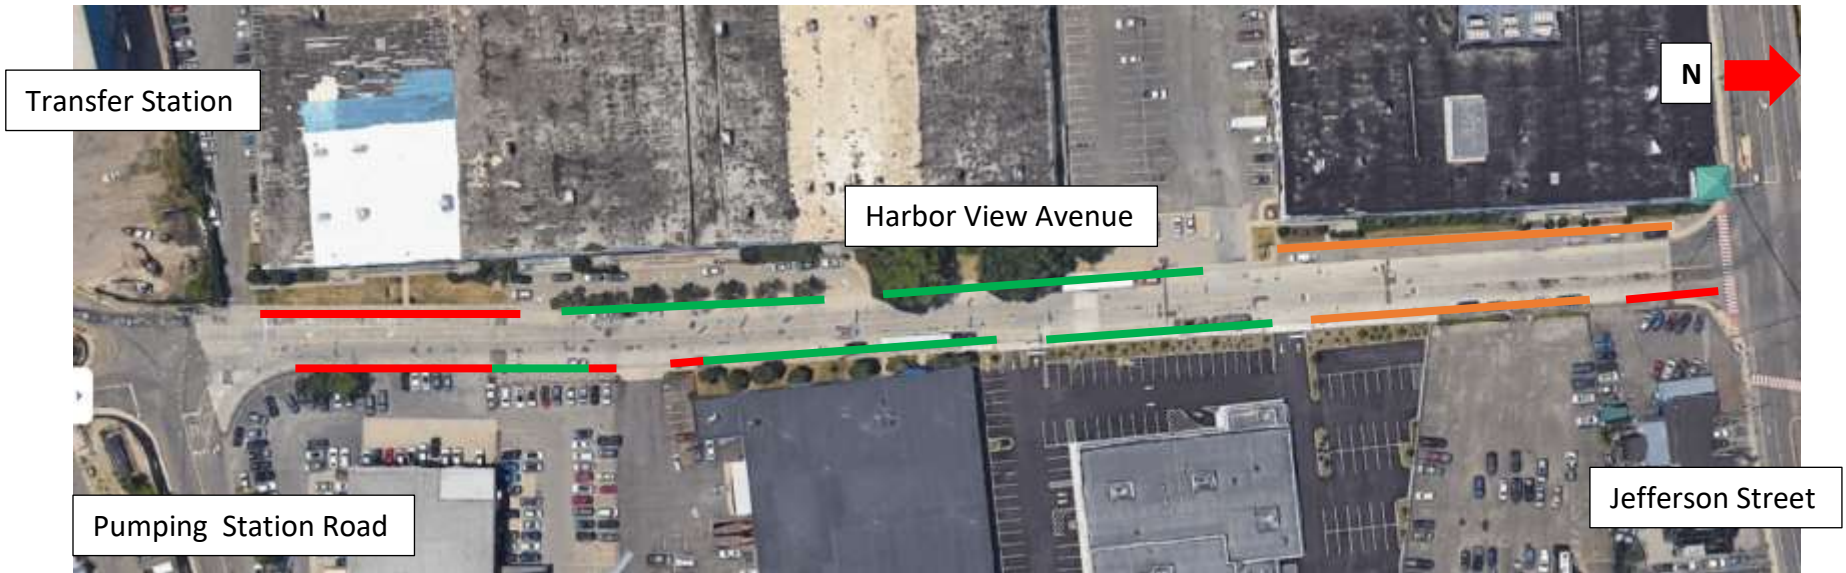 N
Transfer Station
Harbor View Avenue
Jefferson Street
Pumping Station Road